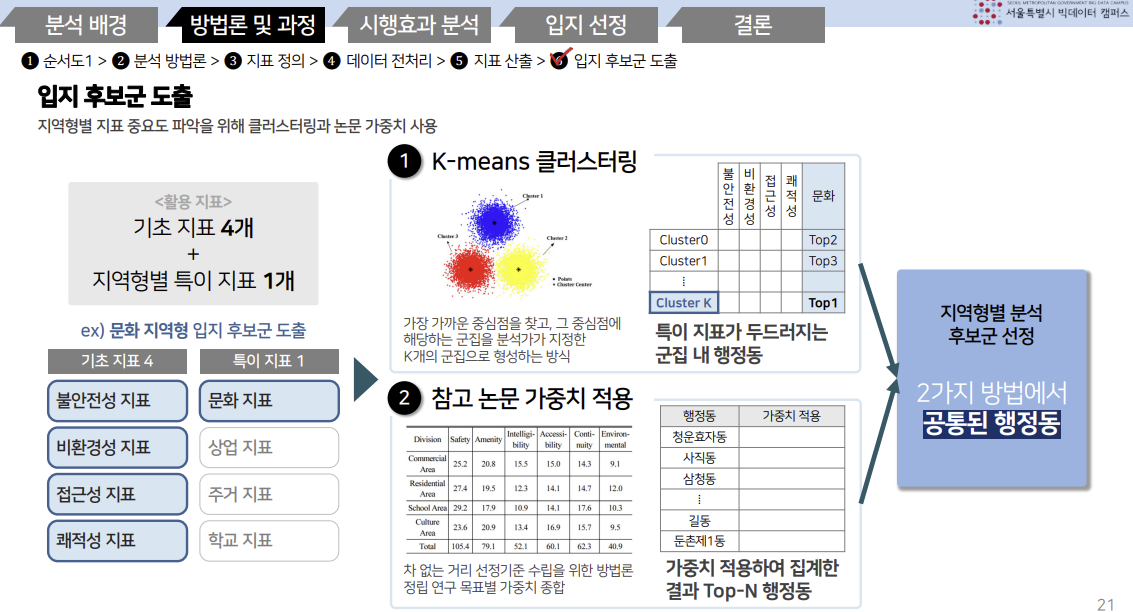 분석 배경
방법론 및 과정
시행효과 분석
입지 선정
결론
SEOUL METROPOLITAN GOVERNMENT BIG DATA CAMPUS
서울특별시 빅데이터 캠퍼스
❶ 순서도1 > ❷ 분석 방법론 > ❸ 지표 정의 > ❹ 데이터 전처리 > ❺ 지표 산출 > ❻ 입지 후보군 도출
입지 후보군 도출
지역형별 지표 중요도 파악을 위해 클러스터링과 논문 가중치 사용
<활용 지표>
기초 지표 4개
+
지역형별 특이 지표 1개
ex) 문화 지역형 입지 후보군 도출
기초 지표 4 특이 지표 1
불안전성 지표 문화 지표
비환경성 지표 상업 지표
접근성 지표 주거 지표
쾌적성 지표 학교 지표
1 K-means 클러스터링
Cluster 1
Cluster 2
Cluster 3
Points
Cluster Center
가장 가까운 중심점을 찾고, 그 중심점에
해당하는 군집을 분석가가 지정한
K개의 군집으로 형성하는 방식
불안전성 비환경성 접근성 쾌적성 문화
Cluster0 Top2
Cluster1 Top3
⋮
Cluster K Top1
특이 지표가 두드러지는
군집 내 행정동
2 참고 논문 가중치 적용
Division Safety Amenity Intelligi-bility Accessi-bility Conti-nuity Environ-mental
Commercial Area 25.2 20.8 15.5 15.0 14.3 9.1
Residential Area 27.4 19.5 12.3 14.1 14.7 12.0
School Area 29.2 17.9 10.9 14.1 17.6 10.3
Culture Area 23.6 20.9 13.4 16.9 15.7 9.5
Total 105.4 79.1 52.1 60.1 62.3 40.9
차 없는 거리 선정기준 수립을 위한 방법론
정립 연구 목표별 가중치 종합
행정동 가중치 적용
청운효자동
사직동
삼청동
⋮
길동
둔촌제1동
가중치 적용하여 집계한
결과 Top-N 행정동
지역형별 분석
후보군 선정
2가지 방법에서
공통된 행정동
21